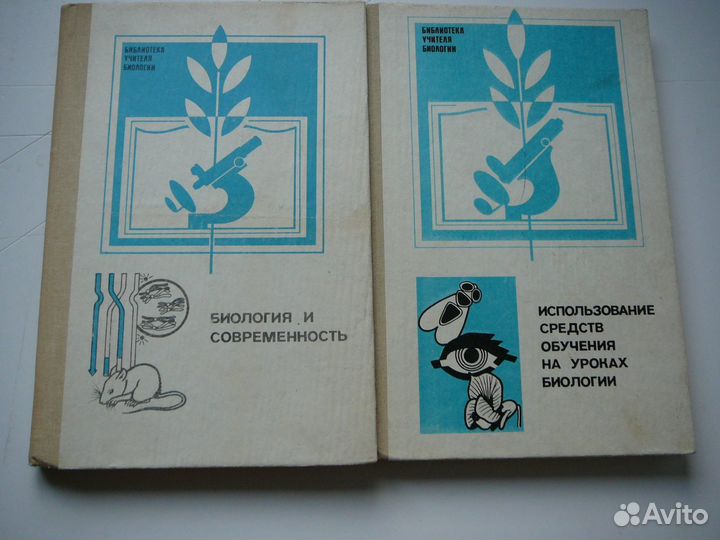 БИБЛИОТЕКА
УЧИТЕЛЯ
БИОЛОГИИ
БИОЛОГИЯ И
СОВРЕМЕННОСТЬ
БИБЛИОТЕКА
УЧИТЕЛЯ
БИОЛОГИИ
ИСПОЛЬЗОВАНИЕ
СРЕДСТВ
ОБУЧЕНИЯ
НА УРОКАХ
БИОЛОГИИ
Avito